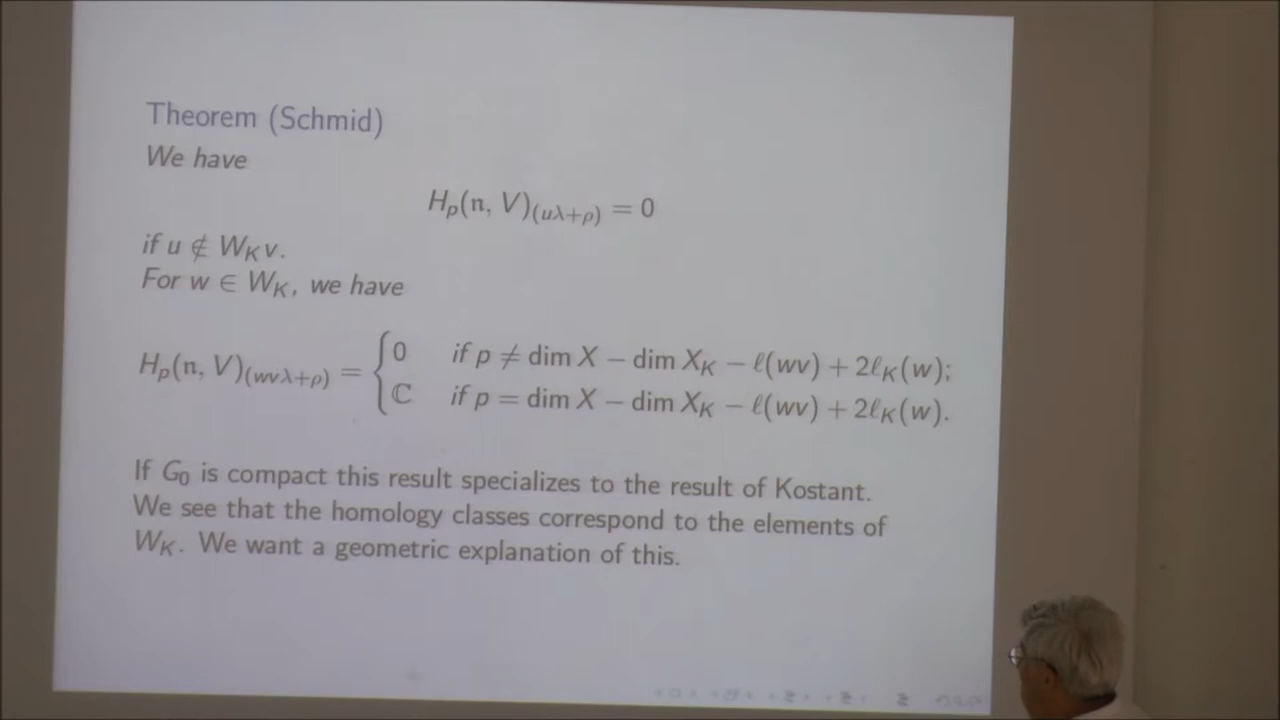 Theorem (Schmid)
We have
H_p(𝔫, V)_{(uλ+ρ)} = 0
if u ∉ W_K v.
For w ∈ W_K, we have
H_p(𝔫, V)_{(wvλ+ρ)} = { 0 if p ≠ dim X − dim X_K − ℓ(wv) + 2ℓ_K(w);
ℂ if p = dim X − dim X_K − ℓ(wv) + 2ℓ_K(w).
If G_0 is compact this result specializes to the result of Kostant.
We see that the homology classes correspond to the elements of
W_K. We want a geometric explanation of this.